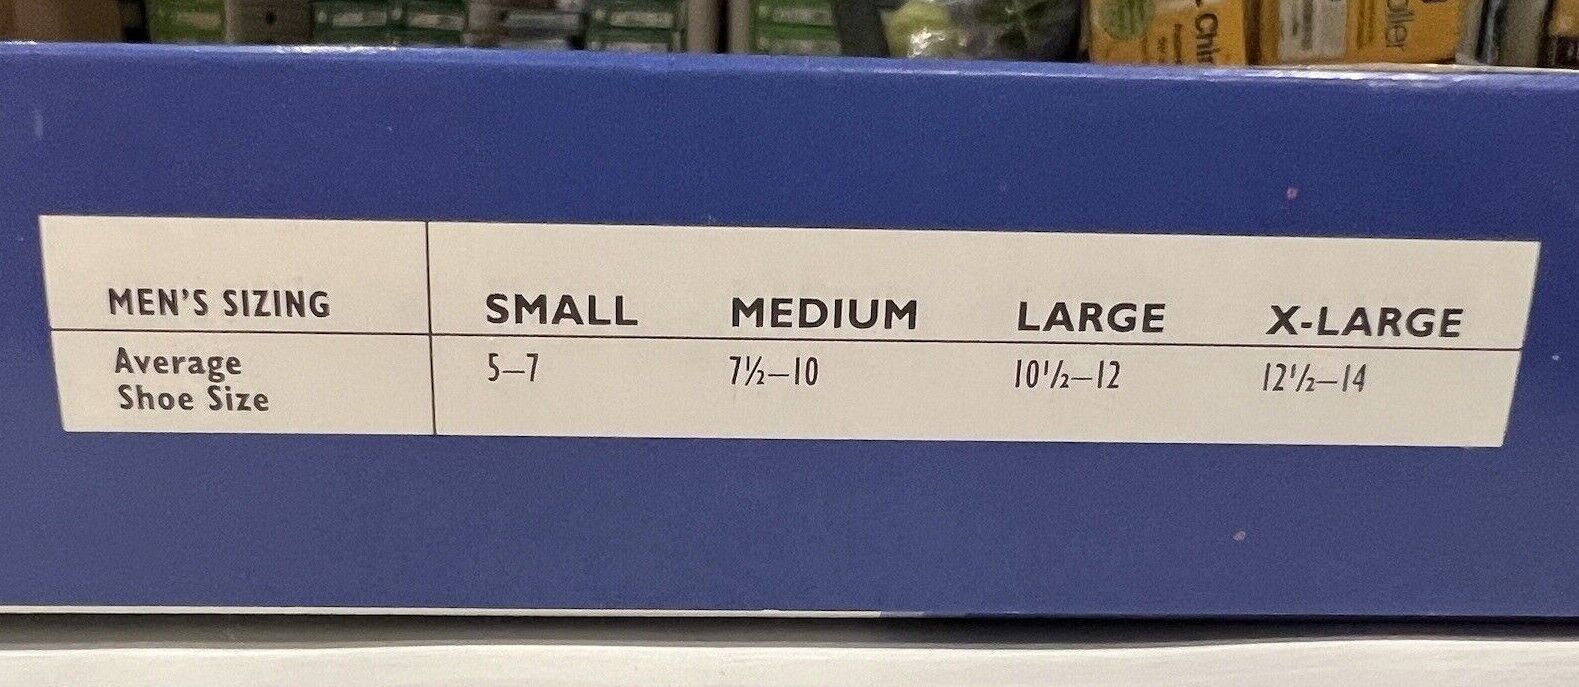 MEN'S SIZING SMALL MEDIUM LARGE X-LARGE
Average
Shoe Size 5–7 7½–10 10½–12 12½–14